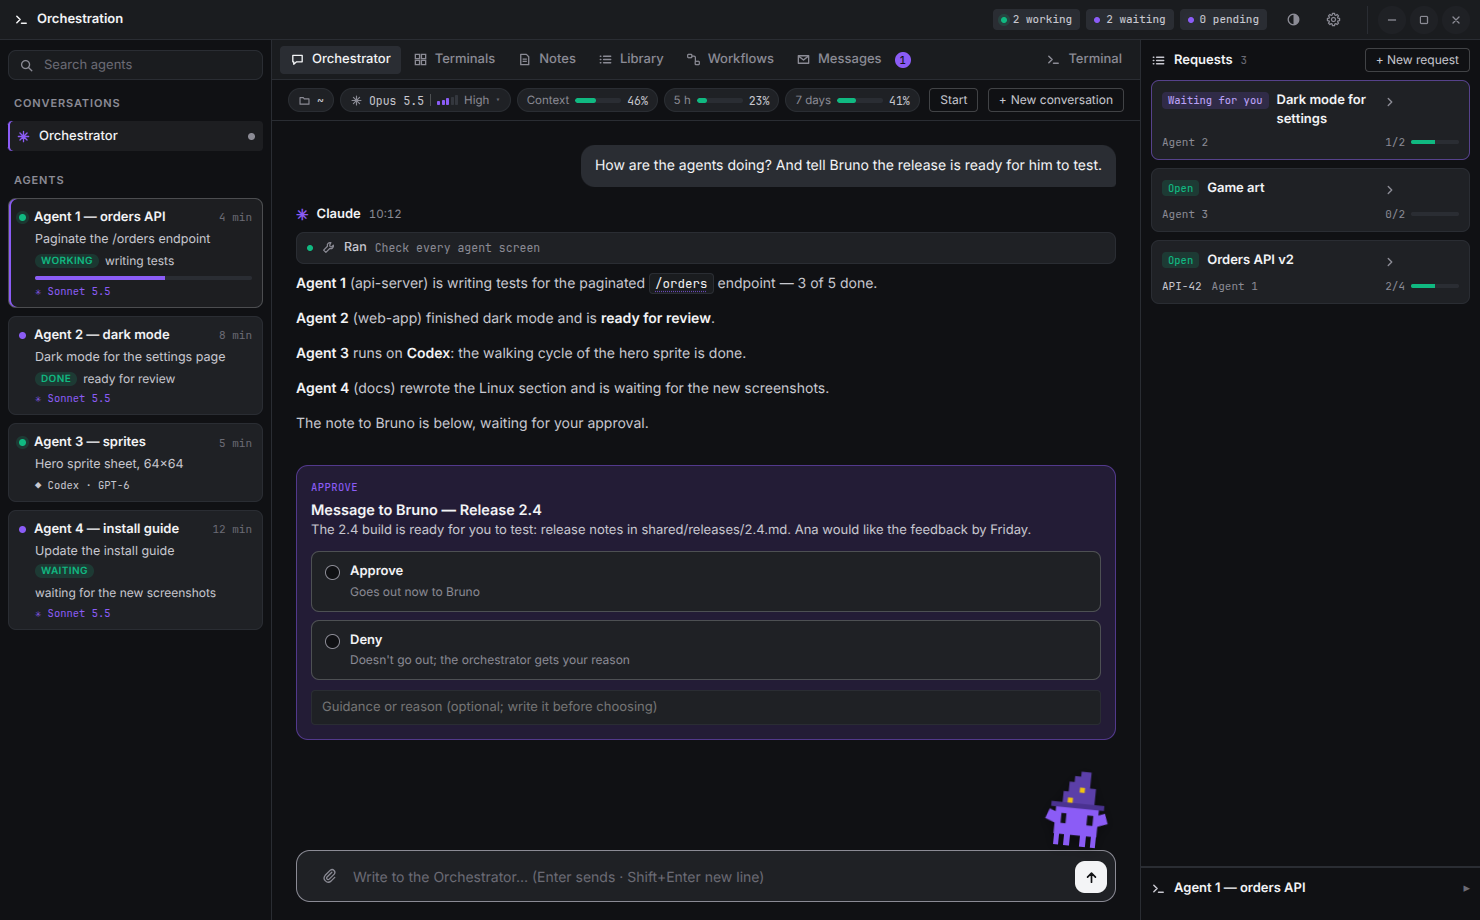 Orchestration
2 working
2 waiting
0 pending
Search agents
CONVERSATIONS
Orchestrator
AGENTS
Agent 1 — orders API
4 min
Paginate the /orders endpoint
WORKING writing tests
Sonnet 5.5
Agent 2 — dark mode
8 min
Dark mode for the settings page
DONE ready for review
Sonnet 5.5
Agent 3 — sprites
5 min
Hero sprite sheet, 64×64
Codex · GPT-6
Agent 4 — install guide
12 min
Update the install guide
WAITING
waiting for the new screenshots
Sonnet 5.5
Orchestrator
Terminals
Notes
Library
Workflows
Messages 1
Terminal
~
Opus 5.5
High
Context 46%
5 h 23%
7 days 41%
Start
+ New conversation
How are the agents doing? And tell Bruno the release is ready for him to test.
Claude 10:12
Ran Check every agent screen
Agent 1 (api-server) is writing tests for the paginated /orders endpoint — 3 of 5 done.
Agent 2 (web-app) finished dark mode and is ready for review.
Agent 3 runs on Codex: the walking cycle of the hero sprite is done.
Agent 4 (docs) rewrote the Linux section and is waiting for the new screenshots.
The note to Bruno is below, waiting for your approval.
APPROVE
Message to Bruno — Release 2.4
The 2.4 build is ready for you to test: release notes in shared/releases/2.4.md. Ana would like the feedback by Friday.
Approve
Goes out now to Bruno
Deny
Doesn't go out; the orchestrator gets your reason
Guidance or reason (optional; write it before choosing)
Write to the Orchestrator... (Enter sends · Shift+Enter new line)
Requests 3
+ New request
Waiting for you
Dark mode for
settings
Agent 2
1/2
Open Game art
Agent 3
0/2
Open Orders API v2
API-42 Agent 1
2/4
Agent 1 — orders API